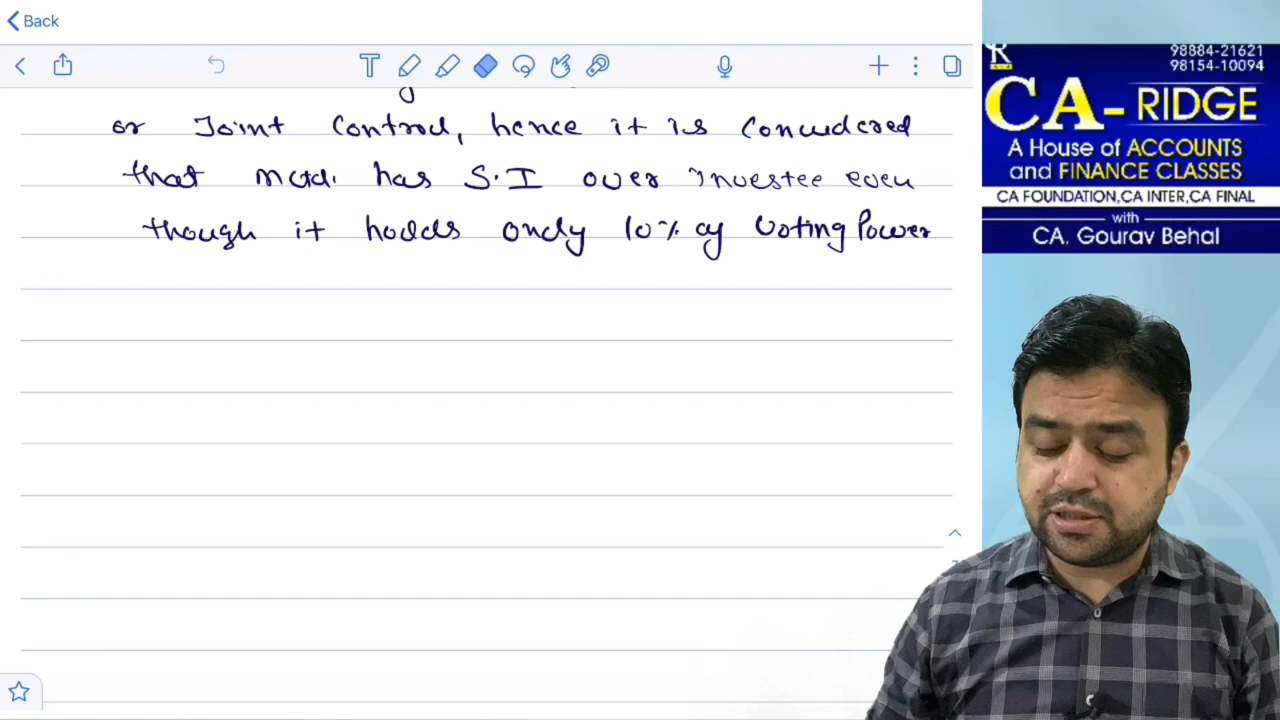 Back
T
or Joint Control, hence it is Considered
that M Ltd. has S.I over investee even
though it holds only 10% of Voting Power
R
98884-21621
98154-10094
CA-RIDGE
A House of ACCOUNTS
and FINANCE CLASSES
CA FOUNDATION,CA INTER,CA FINAL
with
CA. Gourav Behal